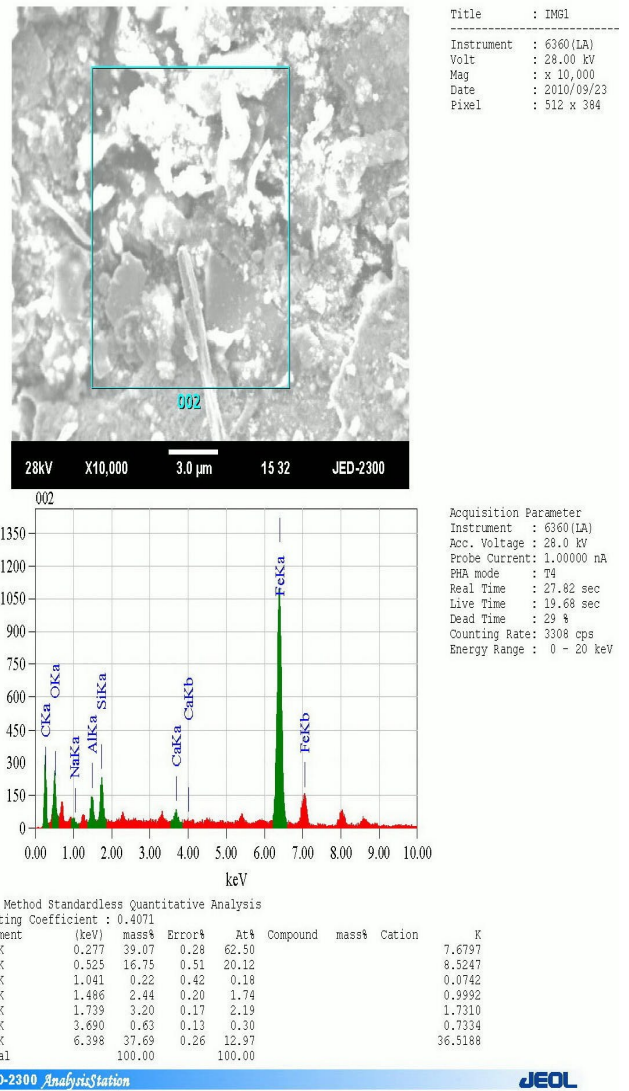 Title : IMG1
---------------------------
Instrument : 6360(LA)
Volt : 28.00 kV
Mag : x 10,000
Date : 2010/09/23
Pixel : 512 x 384
002
28kV X10,000 3.0 µm 15 32 JED-2300
002
1350
1200
1050
900
750
600
450
300
150
0
CKa
OKa
NaKa
AlKa
SiKa
CaKa
CaKb
FeKa
FeKb
0.00 1.00 2.00 3.00 4.00 5.00 6.00 7.00 8.00 9.00 10.00
keV
Acquisition Parameter
Instrument : 6360(LA)
Acc. Voltage : 28.0 kV
Probe Current: 1.00000 nA
PHA mode : T4
Real Time : 27.82 sec
Live Time : 19.68 sec
Dead Time : 29 %
Counting Rate: 3308 cps
Energy Range : 0 - 20 keV
Method Standardless Quantitative Analysis
ting Coefficient : 0.4071
ment (keV) mass% Error% At% Compound mass% Cation K
K 0.277 39.07 0.28 62.50 7.6797
K 0.525 16.75 0.51 20.12 8.5247
K 1.041 0.22 0.42 0.18 0.0742
K 1.486 2.44 0.20 1.74 0.9992
K 1.739 3.20 0.17 2.19 1.7310
K 3.690 0.63 0.13 0.30 0.7334
K 6.398 37.69 0.26 12.97 36.5188
al 100.00 100.00
D-2300 AnalysisStation JEOL